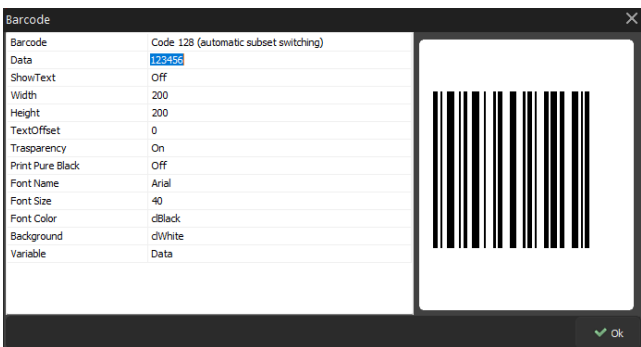 Barcode
Barcode Code 128 (automatic subset switching)
Data 123456
ShowText Off
Width 200
Height 200
TextOffset 0
Trasparency On
Print Pure Black Off
Font Name Arial
Font Size 40
Font Color clBlack
Background clWhite
Variable Data
Ok